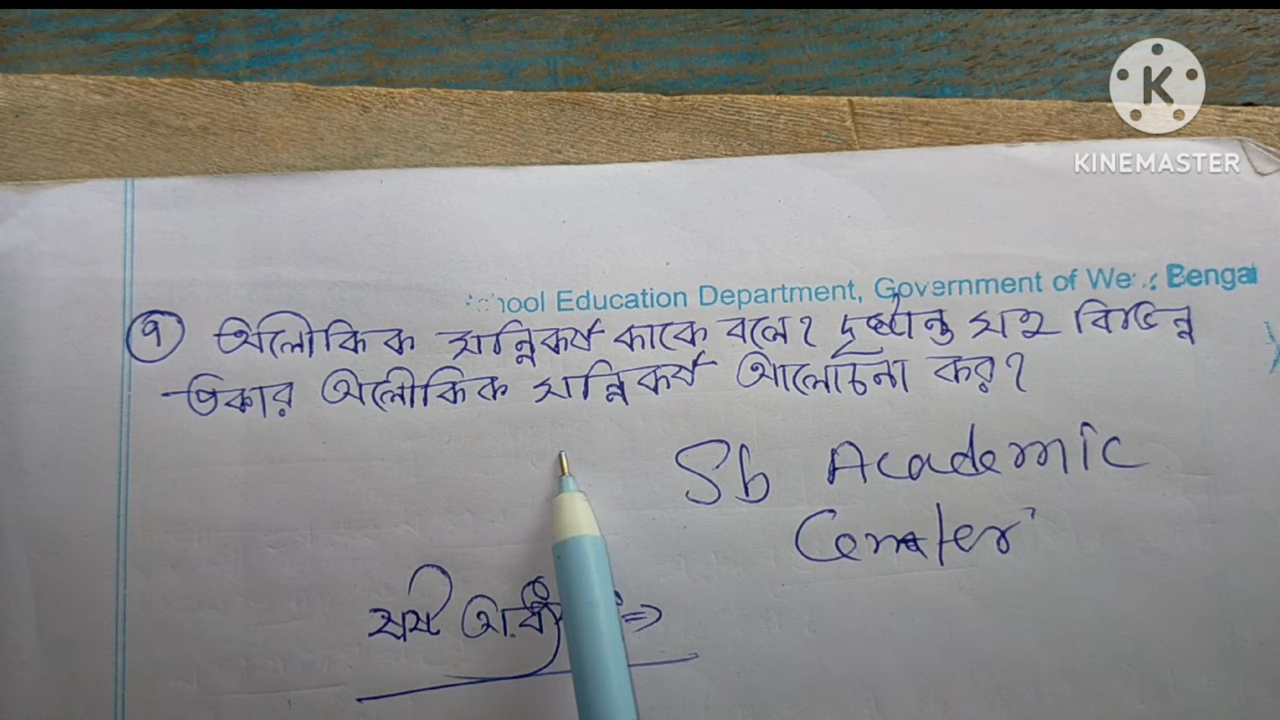 KINEMASTER
School Education Department, Government of West Bengal
৭ অলৌকিক সন্নিকর্ষ কাকে বলে? দৃষ্টান্ত সহ বিভিন্ন
প্রকার অলৌকিক সন্নিকর্ষ আলোচনা কর?
Sb Academic
Center